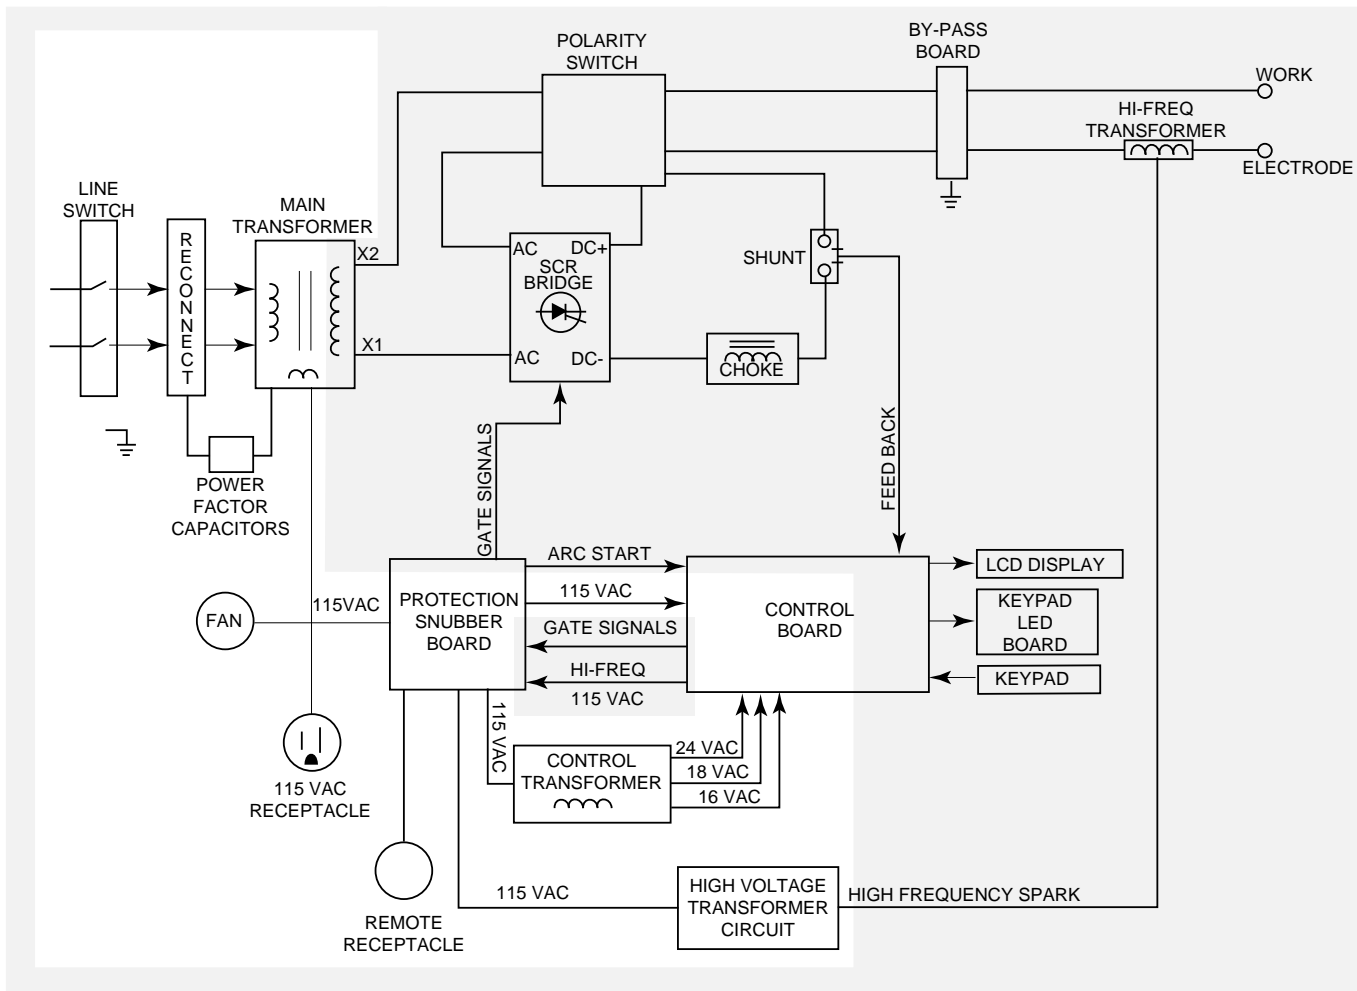 POLARITY
SWITCH
BY-PASS
BOARD
WORK
HI-FREQ
TRANSFORMER
ELECTRODE
LINE
SWITCH
RECONNECT
MAIN
TRANSFORMER
X2
X1
AC
DC+
SCR
BRIDGE
AC
DC-
SHUNT
CHOKE
POWER
FACTOR
CAPACITORS
GATE SIGNALS
FEED BACK
ARC START
115 VAC
GATE SIGNALS
HI-FREQ
115 VAC
PROTECTION
SNUBBER
BOARD
CONTROL
BOARD
LCD DISPLAY
KEYPAD
LED
BOARD
KEYPAD
FAN
115VAC
115 VAC
RECEPTACLE
115 VAC
CONTROL
TRANSFORMER
24 VAC
18 VAC
16 VAC
REMOTE
RECEPTACLE
115 VAC
HIGH VOLTAGE
TRANSFORMER
CIRCUIT
HIGH FREQUENCY SPARK